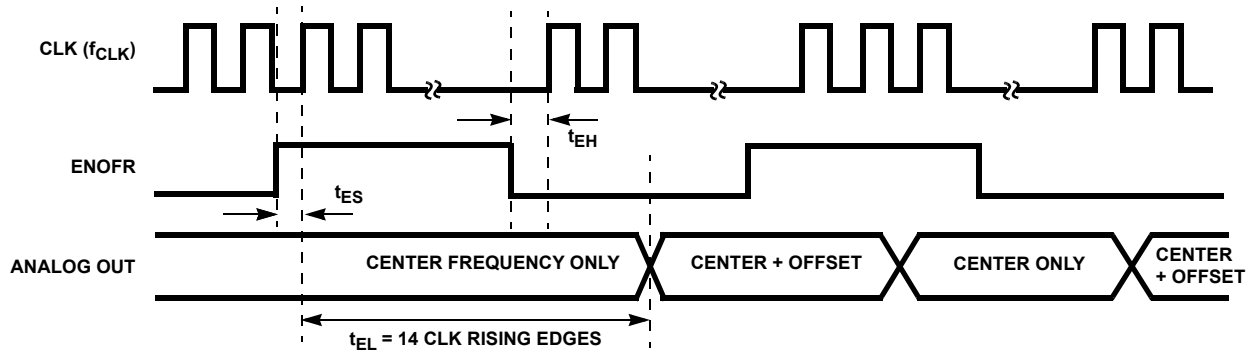 CLK (fCLK)
tEH
ENOFR
tES
ANALOG OUT
CENTER FREQUENCY ONLY
CENTER + OFFSET
CENTER ONLY
CENTER
+ OFFSET
tEL = 14 CLK RISING EDGES